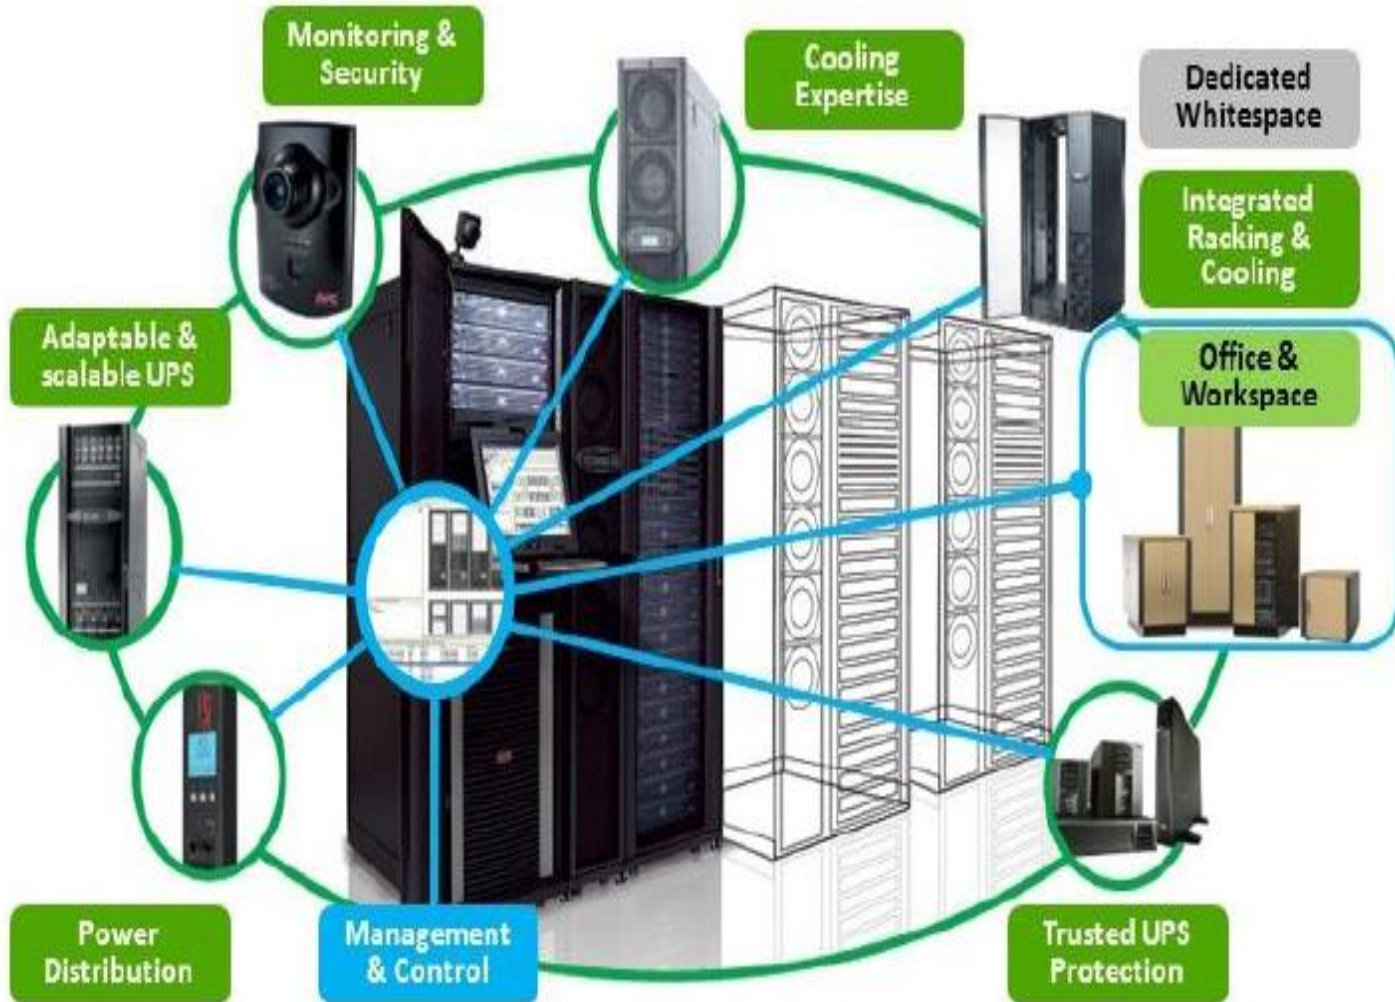 Monitoring &
Security
Cooling
Expertise
Dedicated
Whitespace
Integrated
Racking &
Cooling
Adaptable &
scalable UPS
Office &
Workspace
APC
Power
Distribution
Management
& Control
Trusted UPS
Protection